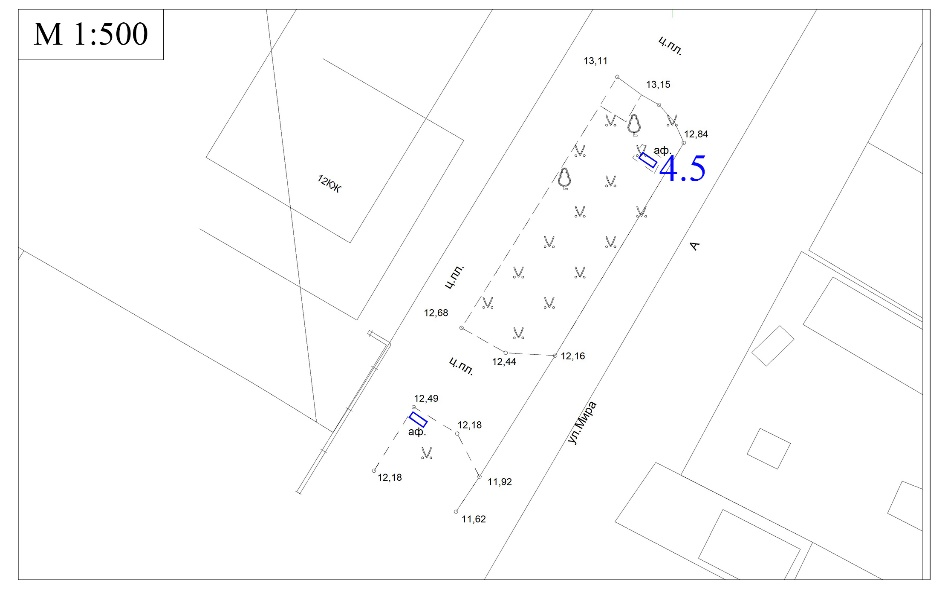 М 1:500
ц.пл.
13,11
13,15
12,84
аф.
4.5
12ЮК
А
ц.пл.
12,68
12,44
12,16
ц.пл.
12,49
12,18
аф.
ул.Мира
12,18
11,92
11,62